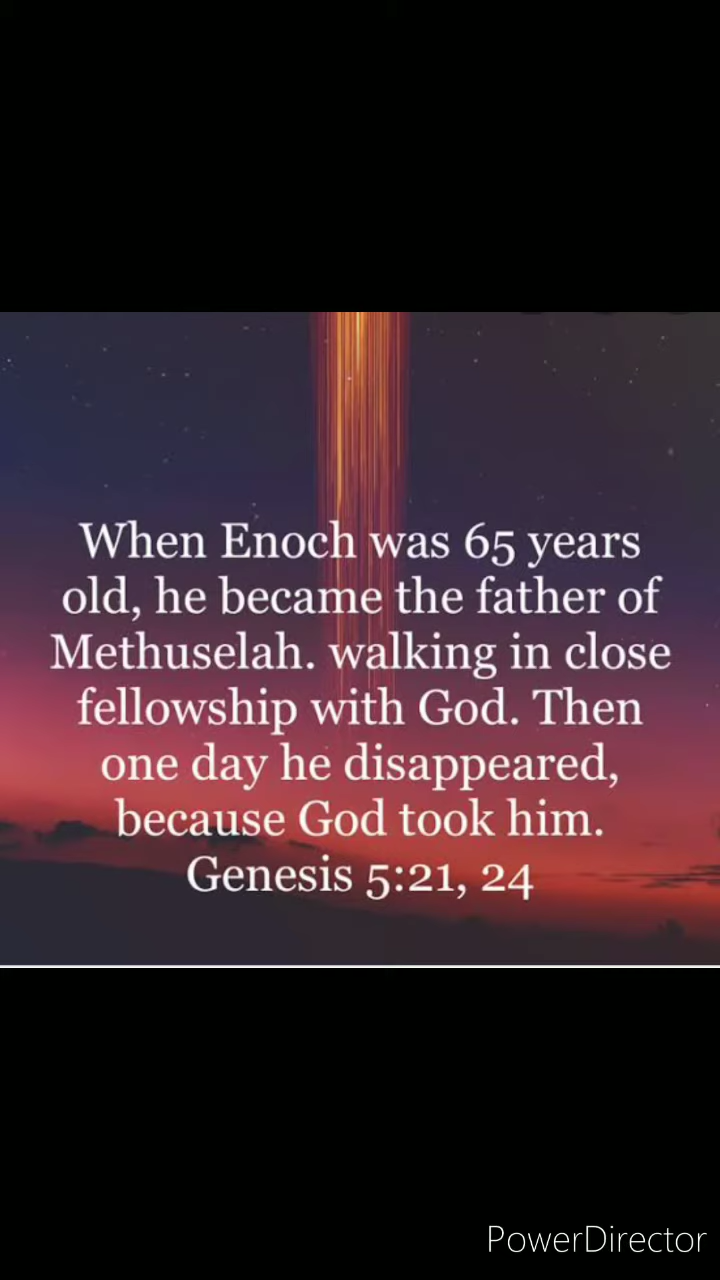 When Enoch was 65 years
old, he became the father of
Methuselah. walking in close
fellowship with God. Then
one day he disappeared,
because God took him.
Genesis 5:21, 24
PowerDirector